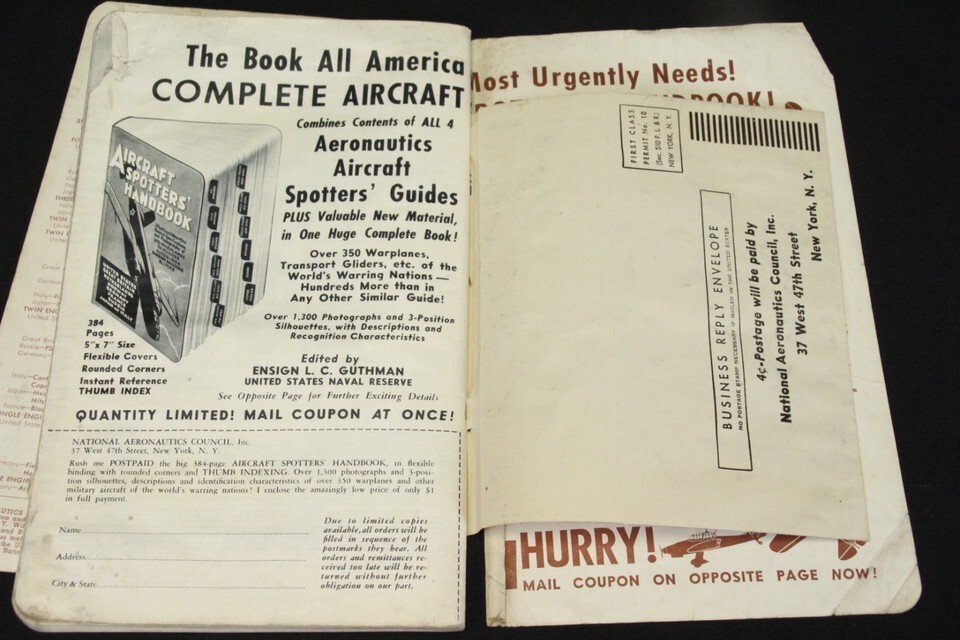 The Book All America
COMPLETE AIRCRAFT
Combines Contents of ALL 4
Aeronautics
Aircraft
Spotters' Guides
PLUS Valuable New Material,
in One Huge Complete Book!
Over 350 Warplanes,
Transport Gliders, etc. of the
World's Warring Nations—
Hundreds More than in
Any Other Similar Guide!
Over 1,300 Photographs and 3-Position
Silhouettes, with Descriptions and
Recognition Characteristics
Edited by
ENSIGN L. C. GUTHMAN
UNITED STATES NAVAL RESERVE
See Opposite Page for Further Exciting Details
AIRCRAFT
SPOTTERS'
HANDBOOK
384
Pages
5"x 7" Size
Flexible Covers
Rounded Corners
Instant Reference
THUMB INDEX
QUANTITY LIMITED! MAIL COUPON AT ONCE!
NATIONAL AERONAUTICS COUNCIL, Inc.
37 West 47th Street, New York, N. Y.
Rush me POSTPAID the big 384-page AIRCRAFT SPOTTERS' HANDBOOK, in flexible
binding with rounded corners and THUMB INDEXING. Over 1,300 photographs and 3-posi-
tion silhouettes, descriptions and identification characteristics of over 350 warplanes and other
military aircraft of the world's warring nations! I enclose the amazingly low price of only $1
in full payment.
Name
Address
City & State
Due to limited copies
available, all orders will be
filled in sequence of the
postmarks they bear. All
orders and remittances re-
ceived too late will be re-
turned without further
obligation on our part.
Most Urgently Needs!
HANDBOOK!
FIRST CLASS
PERMIT No. 10
(Sec. 510 P. L. & R.)
NEW YORK, N. Y.
BUSINESS REPLY ENVELOPE
NO POSTAGE STAMP NECESSARY IF MAILED IN THE UNITED STATES
4¢-Postage will be paid by
National Aeronautics Council, Inc.
37 West 47th Street
New York, N. Y.
HURRY!
MAIL COUPON ON OPPOSITE PAGE NOW!